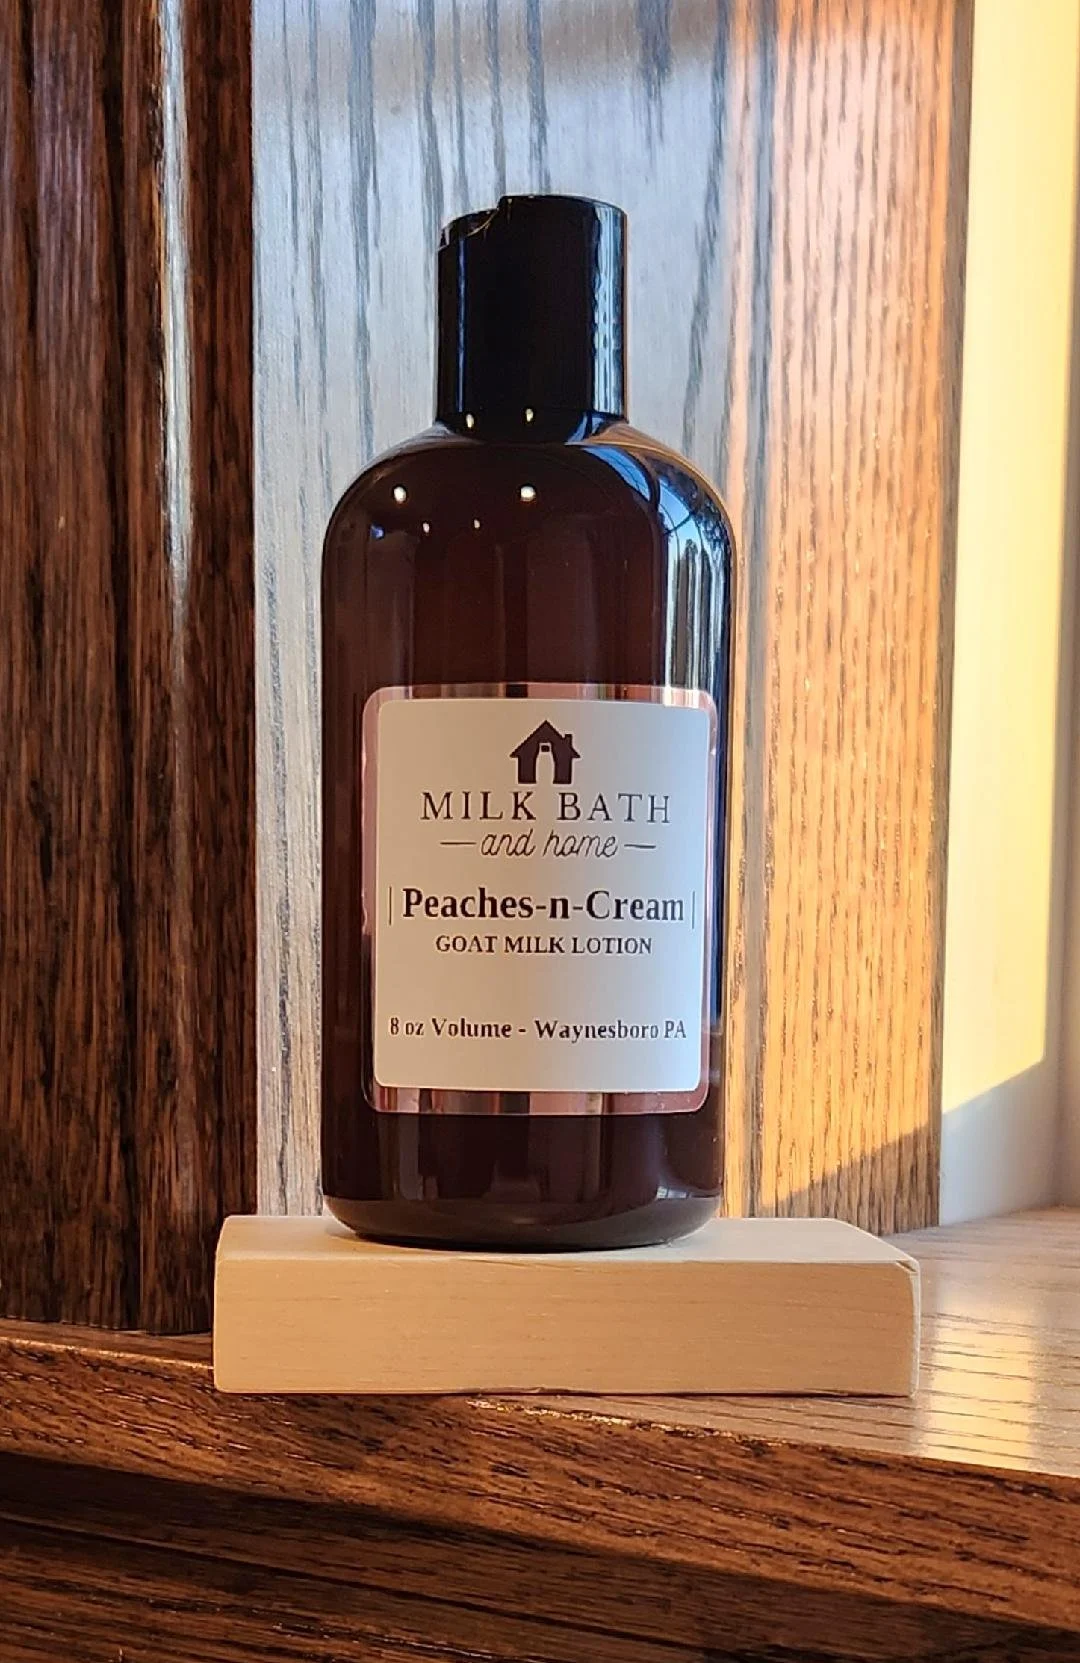 MILK BATH
—and home—
| Peaches-n-Cream |
GOAT MILK LOTION
8 oz Volume - Waynesboro PA